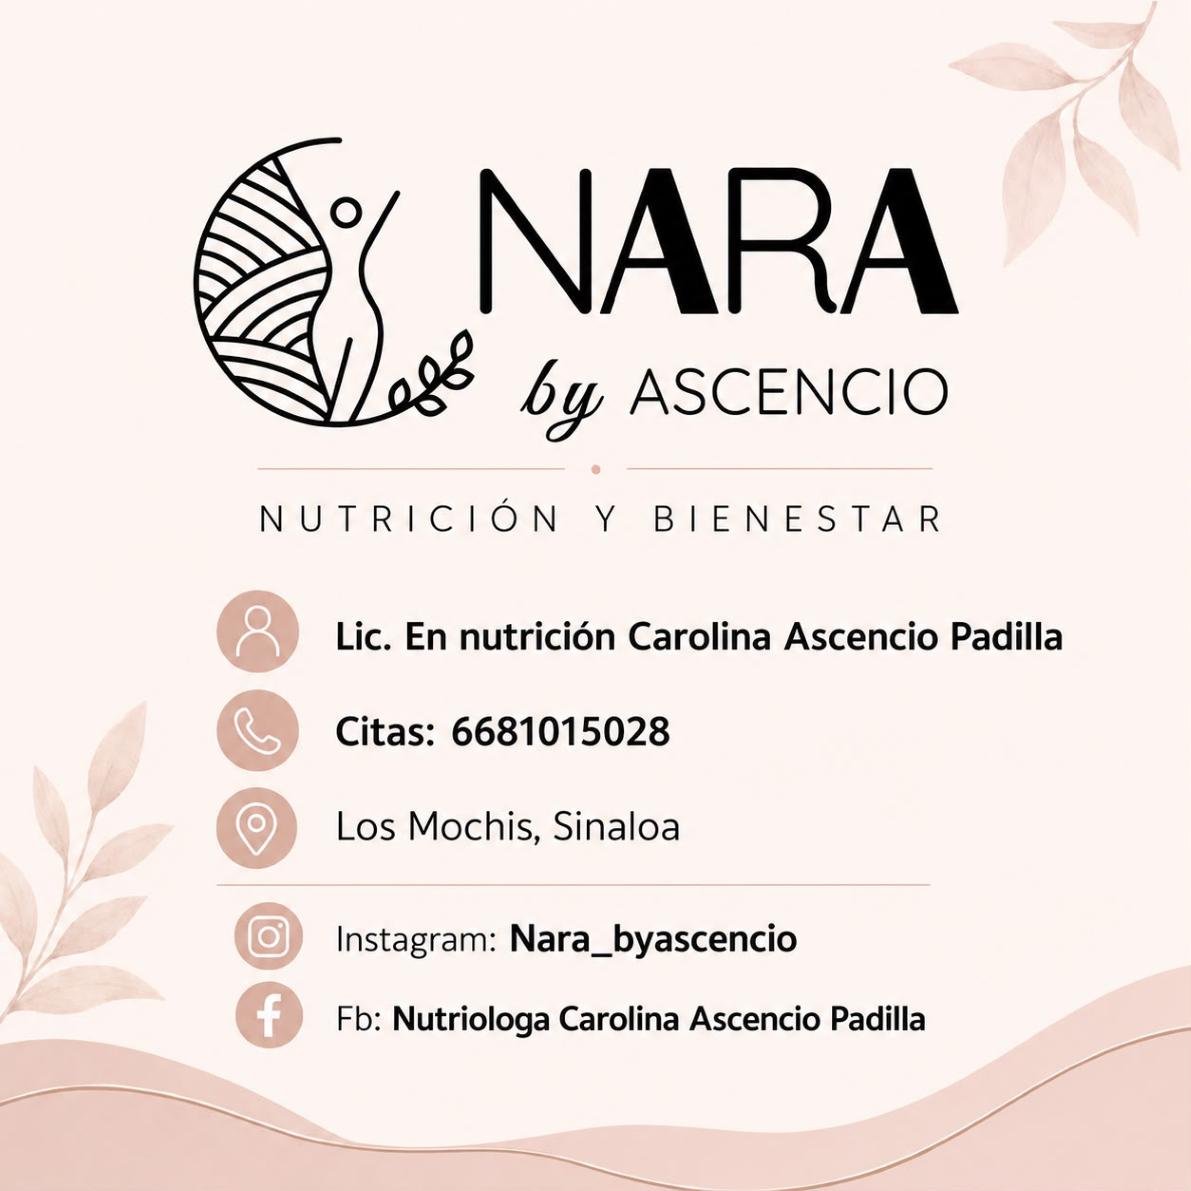 NARA
by ASCENCIO
NUTRICIÓN Y BIENESTAR
Lic. En nutrición Carolina Ascencio Padilla
Citas: 6681015028
Los Mochis, Sinaloa
Instagram: Nara_byascencio
Fb: Nutriologa Carolina Ascencio Padilla